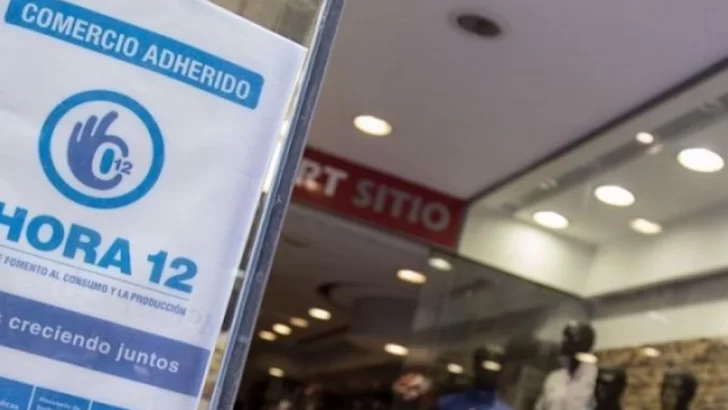 COMERCIO ADHERIDO
12
HORA 12
FOMENTO AL CONSUMO Y LA PRODUCCIÓN
creciendo juntos
RT SITIO